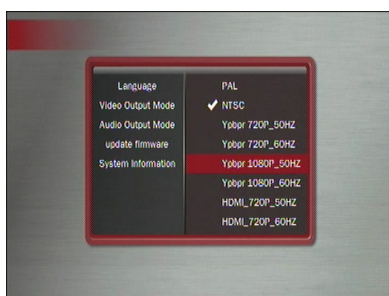 Language
Video Output Mode
Audio Output Mode
update firmware
System Information
PAL
NTSC
Ypbpr 720P_50HZ
Ypbpr 720P_60HZ
Ypbpr 1080P_50HZ
Ypbpr 1080P_60HZ
HDMI_720P_50HZ
HDMI_720P_60HZ